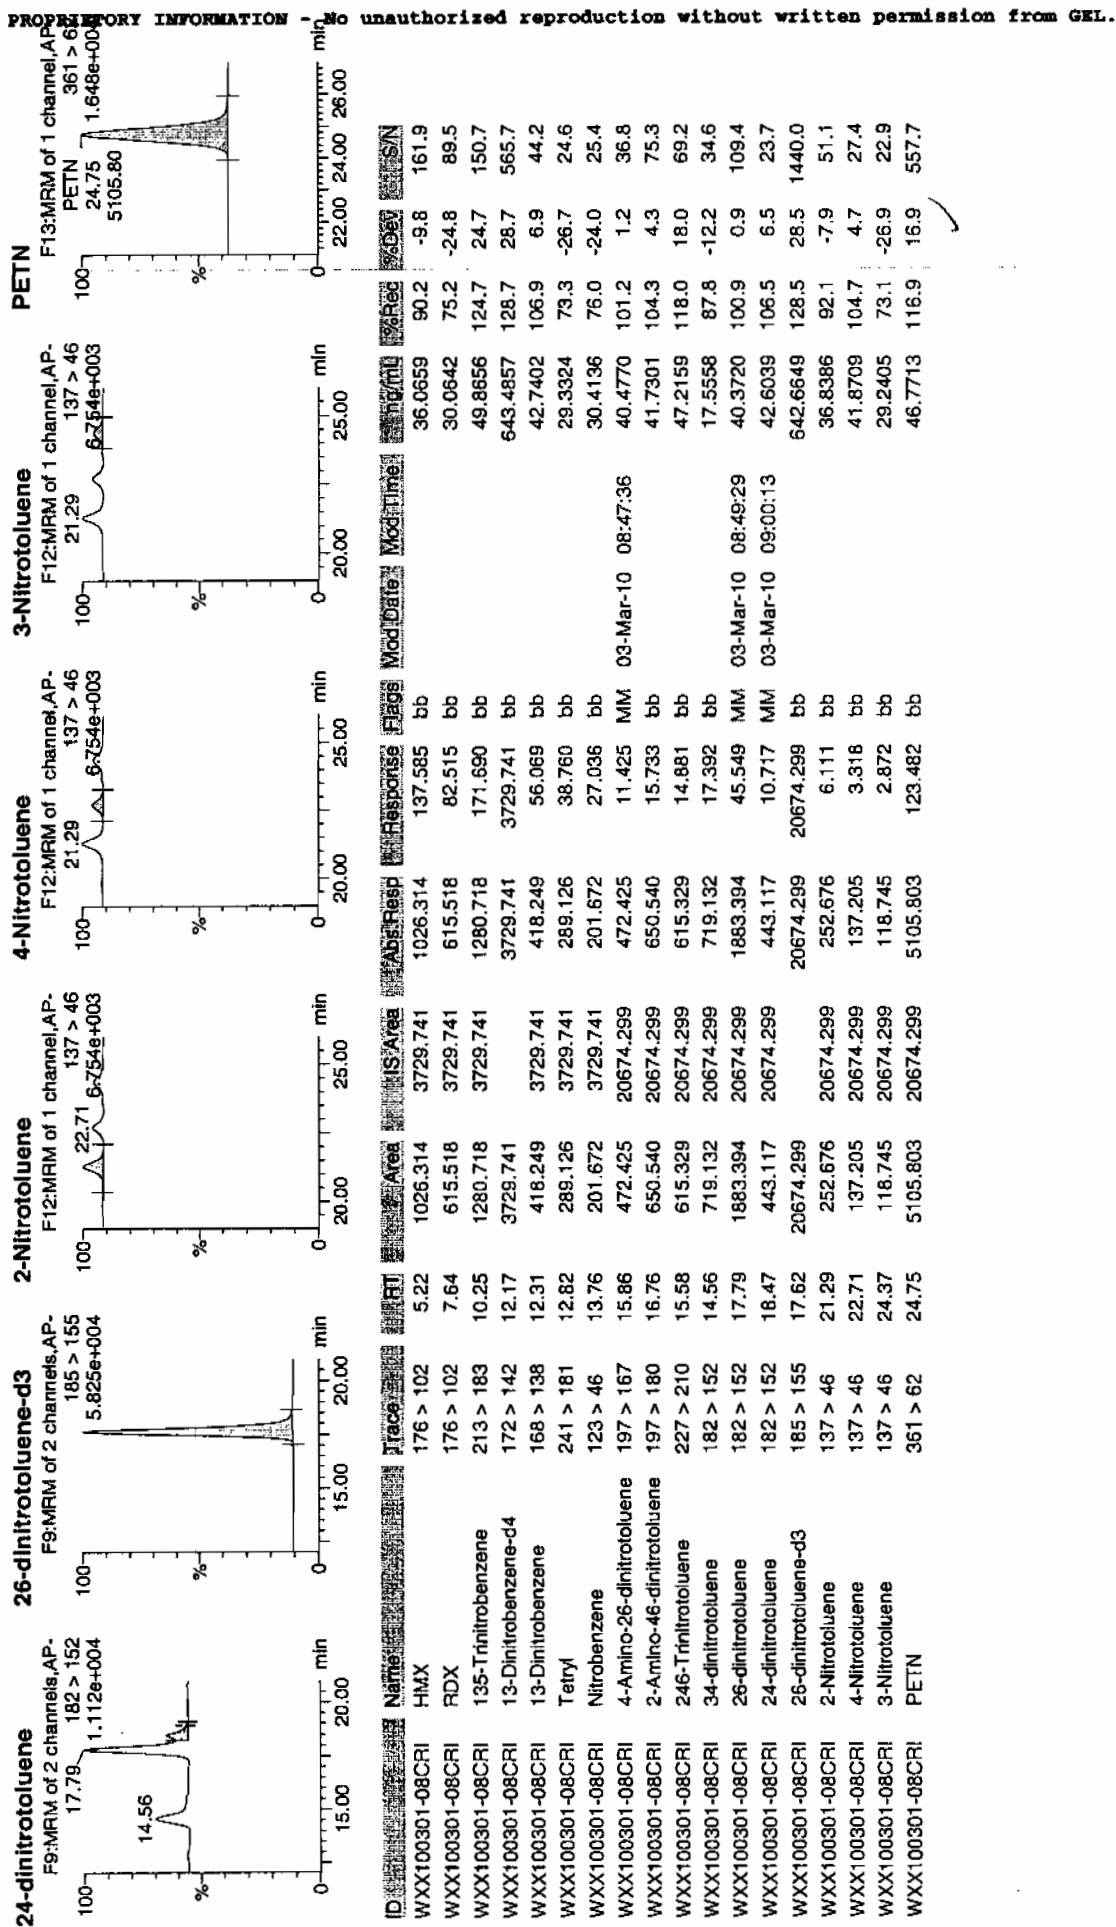 PROPRIETORY INFORMATION - No unauthorized reproduction without written permission from GEL.
24-dinitrotoluene
F9:MRM of 2 channels,AP-
182 > 152
17.79
1.112e+004
14.56
100
%
0
15.00 20.00 min
26-dinitrotoluene-d3
F9:MRM of 2 channels,AP-
185 > 155
5.825e+004
100
%
0
15.00 20.00 min
2-Nitrotoluene
F12:MRM of 1 channel,AP-
137 > 46
22.71
6.754e+003
100
%
0
20.00 25.00 min
4-Nitrotoluene
F12:MRM of 1 channel,AP-
137 > 46
21.29
6.754e+003
100
%
0
20.00 25.00 min
3-Nitrotoluene
F12:MRM of 1 channel,AP-
137 > 46
21.29
6.754e+003
100
%
0
20.00 25.00 min
PETN
F13:MRM of 1 channel,AP-
361 >
PETN
24.75
1.648e+004
5105.80
100
%
0
22.00 24.00 26.00 min
ID Name Trace RT Area IS Area Abs.Resp Response Flags Mod.Date Mod.Time ng/mL %Rec %Dev S/N
WXX100301-08CRI HMX 176 > 102 5.22 1026.314 3729.741 1026.314 137.585 bb 36.0659 90.2 -9.8 161.9
WXX100301-08CRI RDX 176 > 102 7.64 615.518 3729.741 615.518 82.515 bb 30.0642 75.2 -24.8 89.5
WXX100301-08CRI 135-Trinitrobenzene 213 > 183 10.25 1280.718 3729.741 1280.718 171.690 bb 49.8656 124.7 24.7 150.7
WXX100301-08CRI 13-Dinitrobenzene-d4 172 > 142 12.17 3729.741 3729.741 3729.741 bb 643.4857 128.7 28.7 565.7
WXX100301-08CRI 13-Dinitrobenzene 168 > 138 12.31 418.249 3729.741 418.249 56.069 bb 42.7402 106.9 6.9 44.2
WXX100301-08CRI Tetryl 241 > 181 12.82 289.126 3729.741 289.126 38.760 bb 29.3324 73.3 -26.7 24.6
WXX100301-08CRI Nitrobenzene 123 > 46 13.76 201.672 3729.741 201.672 27.036 bb 30.4136 76.0 -24.0 25.4
WXX100301-08CRI 4-Amino-26-dinitrotoluene 197 > 167 15.86 472.425 20674.299 472.425 11.425 MM 03-Mar-10 08:47:36 40.4770 101.2 1.2 36.8
WXX100301-08CRI 2-Amino-46-dinitrotoluene 197 > 180 16.76 650.540 20674.299 650.540 15.733 bb 41.7301 104.3 4.3 75.3
WXX100301-08CRI 246-Trinitrotoluene 227 > 210 15.58 615.329 20674.299 615.329 14.881 bb 47.2159 118.0 18.0 69.2
WXX100301-08CRI 34-dinitrotoluene 182 > 152 14.56 719.132 20674.299 719.132 17.392 bb 17.5558 87.8 -12.2 34.6
WXX100301-08CRI 26-dinitrotoluene 182 > 152 17.79 1883.394 20674.299 1883.394 45.549 MM 03-Mar-10 08:49:29 40.3720 100.9 0.9 109.4
WXX100301-08CRI 24-dinitrotoluene 182 > 152 18.47 443.117 20674.299 443.117 10.717 MM 03-Mar-10 09:00:13 42.6039 106.5 6.5 23.7
WXX100301-08CRI 26-dinitrotoluene-d3 185 > 155 17.62 20674.299 20674.299 20674.299 bb 642.6649 128.5 28.5 1440.0
WXX100301-08CRI 2-Nitrotoluene 137 > 46 21.29 252.676 20674.299 252.676 6.111 bb 36.8386 92.1 -7.9 51.1
WXX100301-08CRI 4-Nitrotoluene 137 > 46 22.71 137.205 20674.299 137.205 3.318 bb 41.8709 104.7 4.7 27.4
WXX100301-08CRI 3-Nitrotoluene 137 > 46 24.37 118.745 20674.299 118.745 2.872 bb 29.2405 73.1 -26.9 22.9
WXX100301-08CRI PETN 361 > 62 24.75 5105.803 20674.299 5105.803 123.482 bb 46.7713 116.9 16.9 557.7